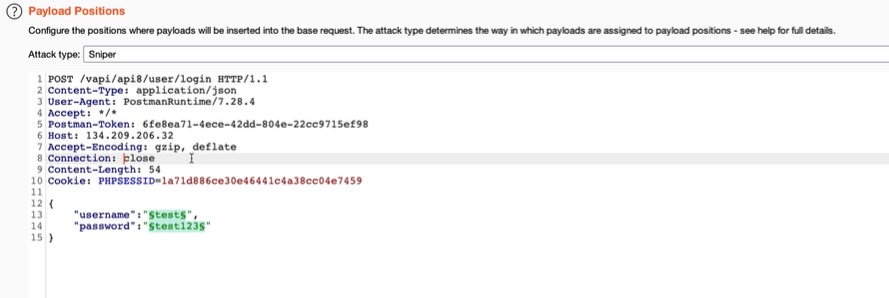 Payload Positions
Configure the positions where payloads will be inserted into the base request. The attack type determines the way in which payloads are assigned to payload positions - see help for full details.
Attack type: Sniper
1 POST /vapi/api8/user/login HTTP/1.1
2 Content-Type: application/json
3 User-Agent: PostmanRuntime/7.28.4
4 Accept: */*
5 Postman-Token: 6fe8ea71-4ece-42dd-804e-22cc9715ef98
6 Host: 134.209.206.32
7 Accept-Encoding: gzip, deflate
8 Connection: close
9 Content-Length: 54
10 Cookie: PHPSESSID=1a71d886ce30e46441c4a38cc04e7459
11
12 {
13 "username":"§test§",
14 "password":"§test123§"
15 }